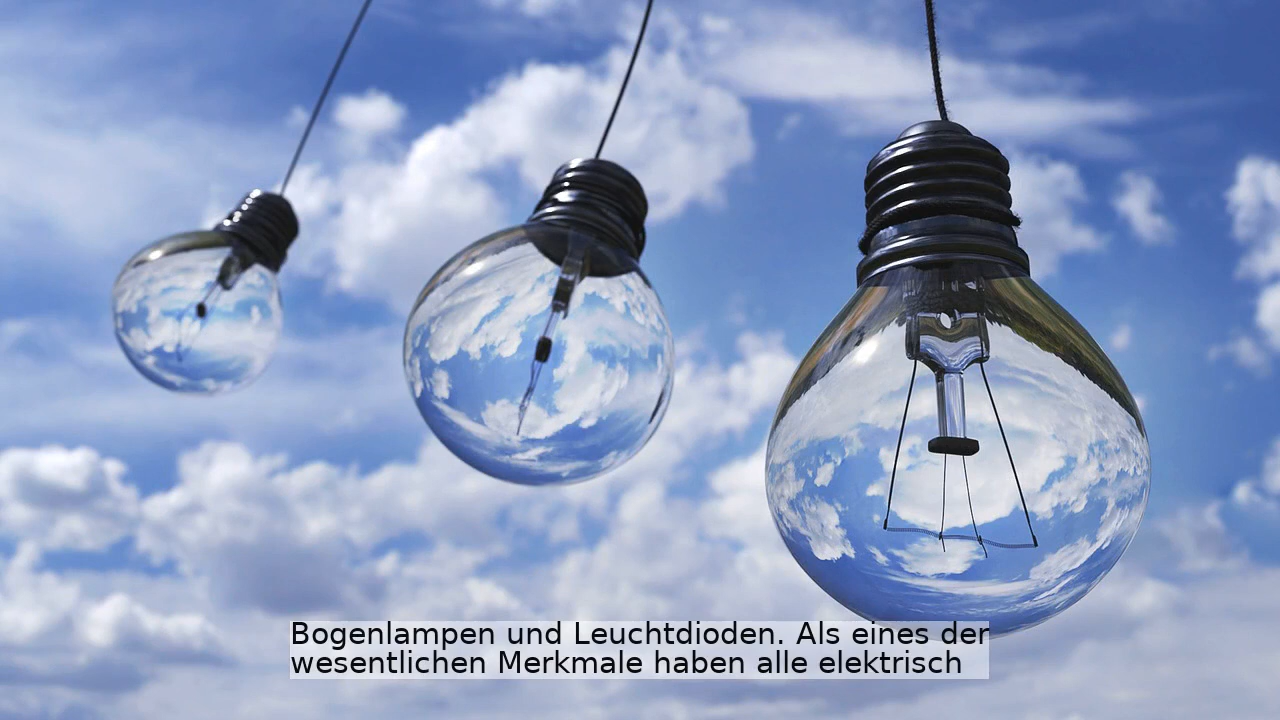 Bogenlampen und Leuchtdioden. Als eines der
wesentlichen Merkmale haben alle elektrisch